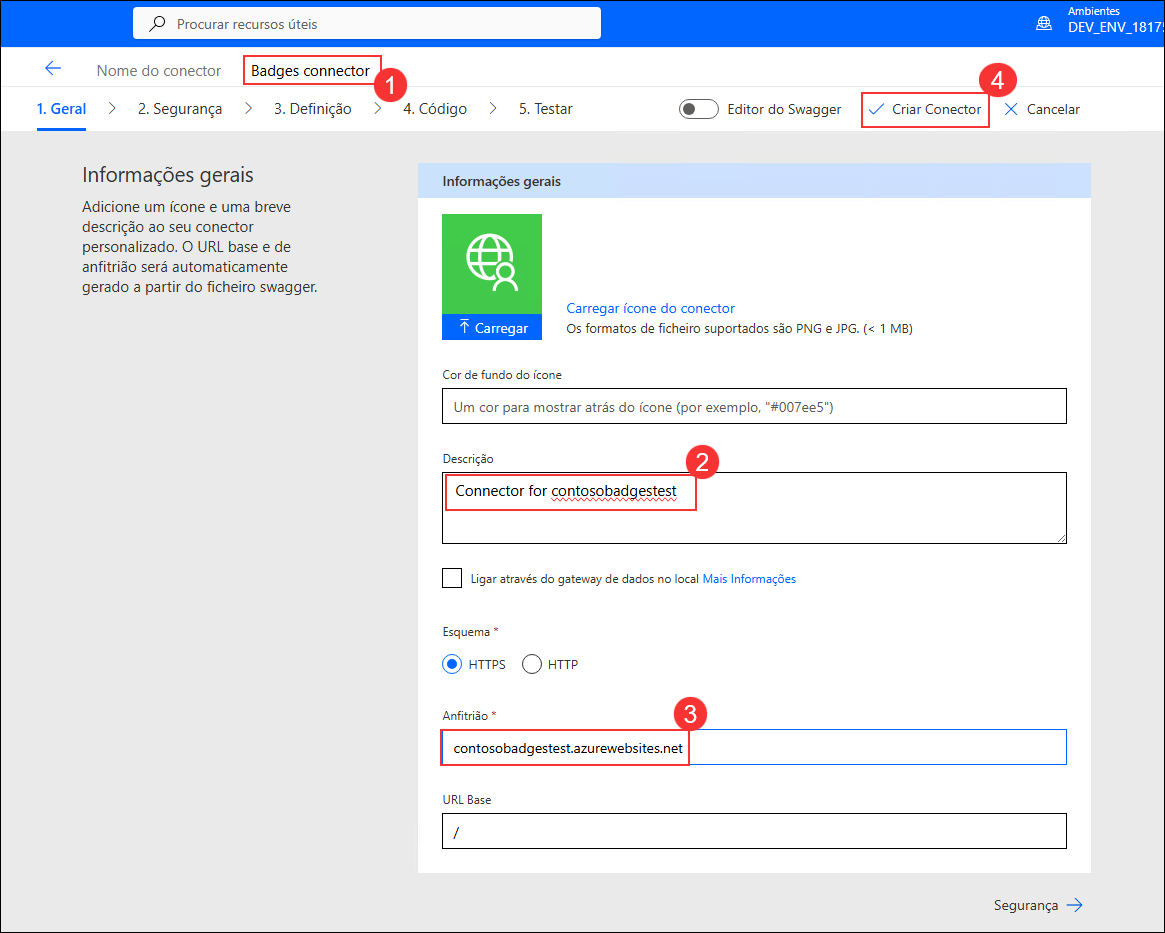 Procurar recursos úteis
Ambientes
DEV_ENV_18175
Nome do conector
Badges connector
1
4
1. Geral
2. Segurança
3. Definição
4. Código
5. Testar
Editor do Swagger
Criar Conector
Cancelar
Informações gerais
Adicione um ícone e uma breve
descrição ao seu conector
personalizado. O URL base e de
anfitrião será automaticamente
gerado a partir do ficheiro swagger.
Informações gerais
Carregar
Carregar ícone do conector
Os formatos de ficheiro suportados são PNG e JPG. (< 1 MB)
Cor de fundo do ícone
Um cor para mostrar atrás do ícone (por exemplo, "#007ee5")
Descrição
2
Connector for contosobadgestest
Ligar através do gateway de dados no local Mais Informações
Esquema *
HTTPS
HTTP
Anfitrião *
3
contosobadgestest.azurewebsites.net
URL Base
/
Segurança